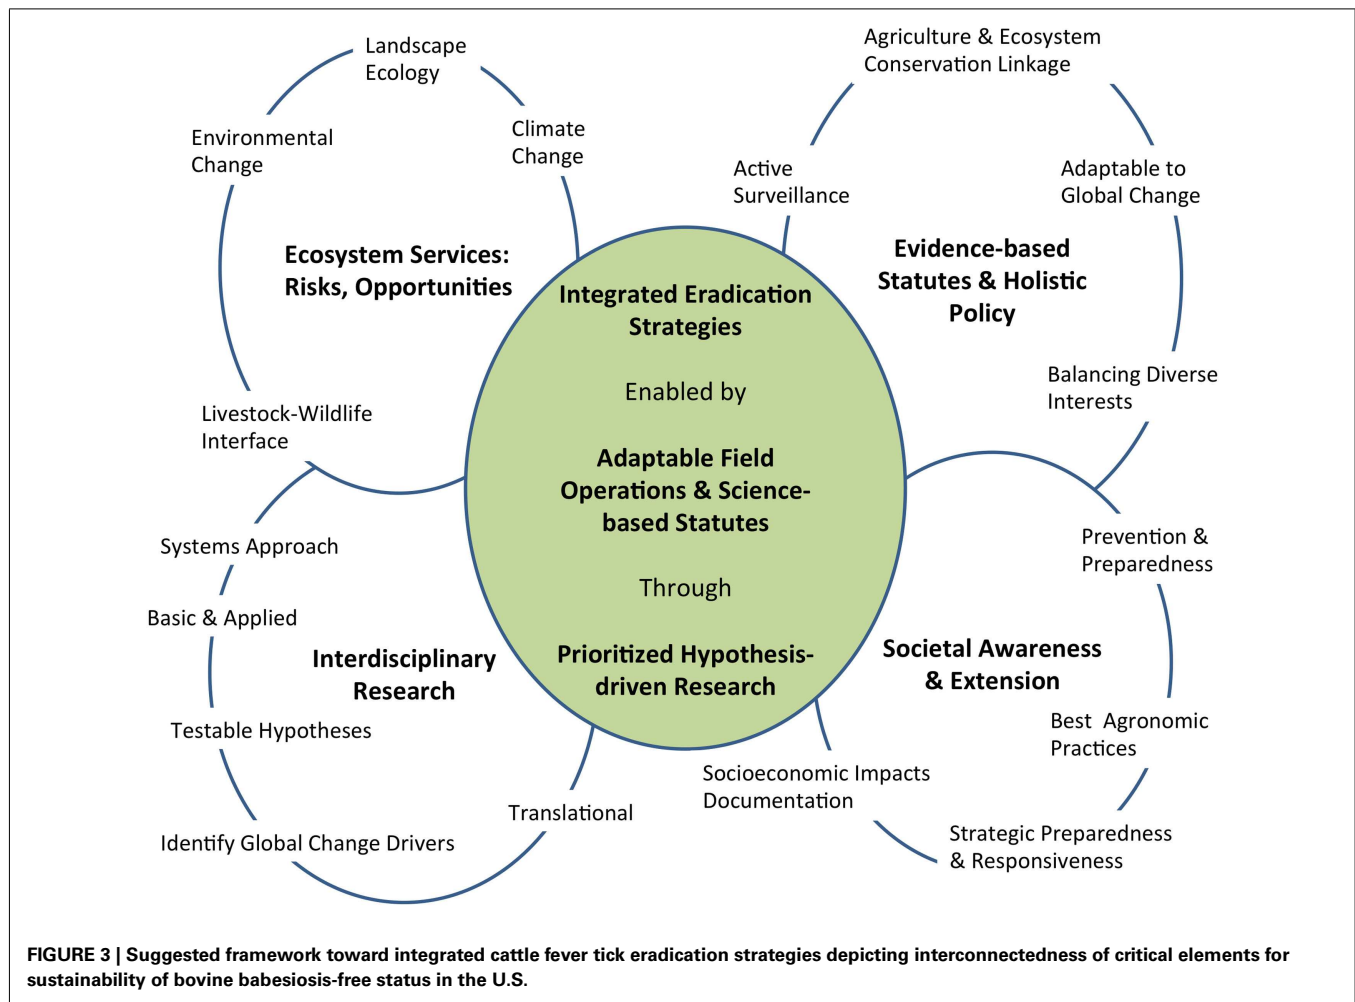 Landscape
Ecology
Environmental
Change
Climate
Change
Ecosystem Services:
Risks, Opportunities
Livestock-Wildlife
Interface
Agriculture & Ecosystem
Conservation Linkage
Active
Surveillance
Adaptable to
Global Change
Evidence-based
Statutes & Holistic
Policy
Balancing Diverse
Interests
Integrated Eradication
Strategies
Enabled by
Adaptable Field
Operations & Science-
based Statutes
Through
Prioritized Hypothesis-
driven Research
Systems Approach
Basic & Applied
Interdisciplinary
Research
Testable Hypotheses
Identify Global Change Drivers
Translational
Prevention &
Preparedness
Societal Awareness
& Extension
Best Agronomic
Practices
Socioeconomic Impacts
Documentation
Strategic Preparedness
& Responsiveness
FIGURE 3 | Suggested framework toward integrated cattle fever tick eradication strategies depicting interconnectedness of critical elements for
sustainability of bovine babesiosis-free status in the U.S.